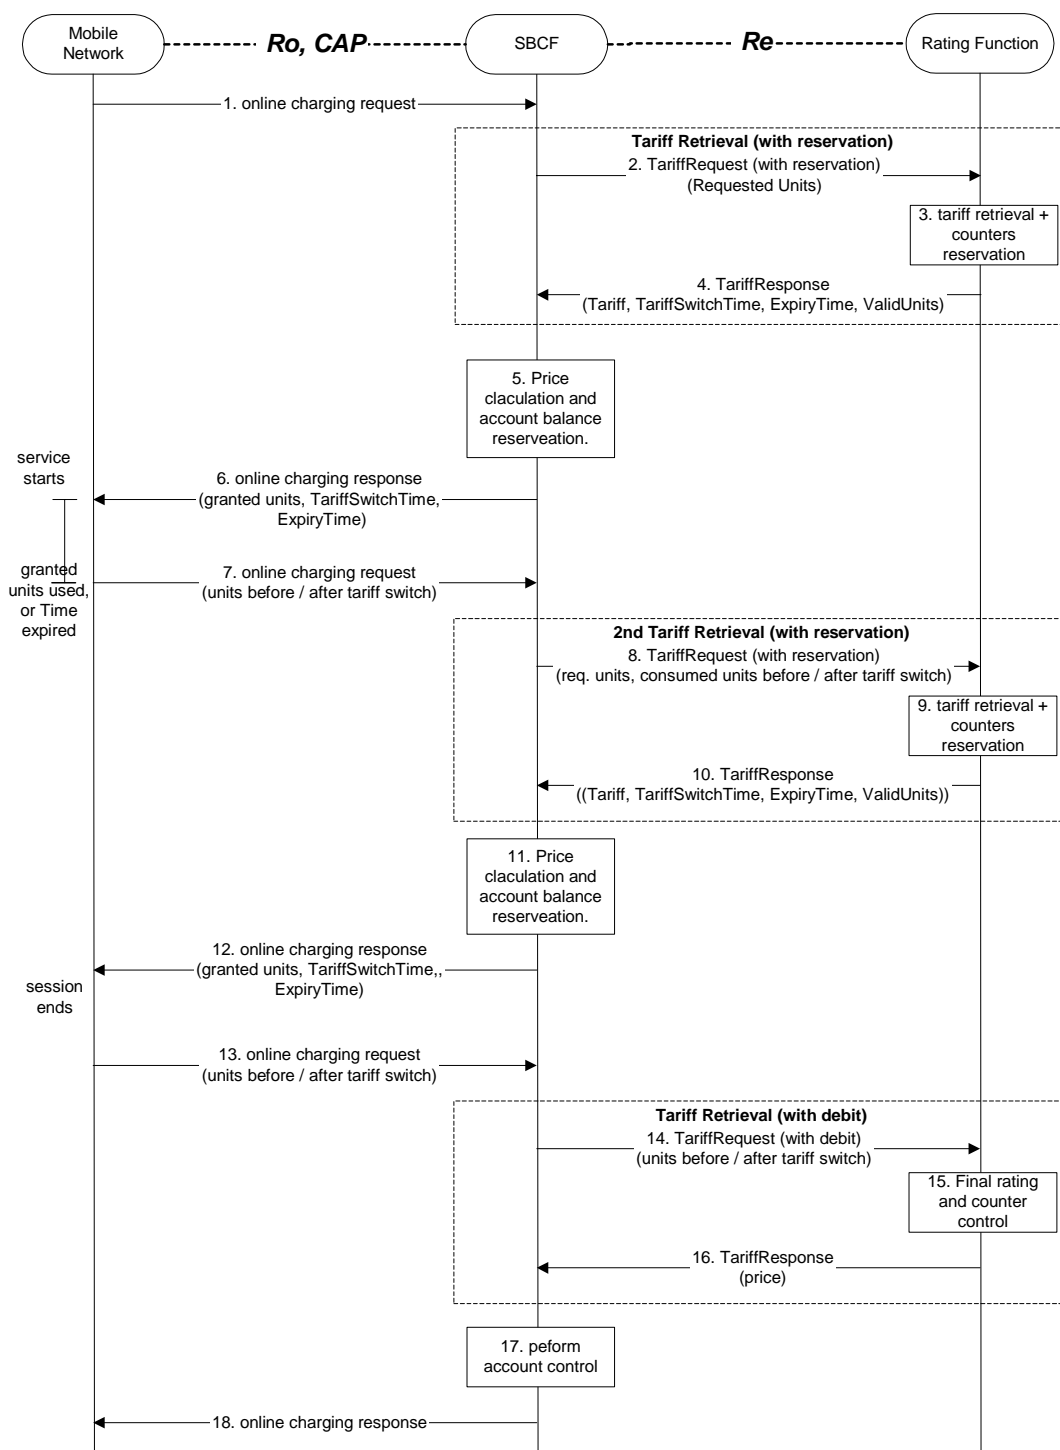 Mobile
Network
Ro, CAP
SBCF
Re
Rating Function
1. online charging request
Tariff Retrieval (with reservation)
2. TariffRequest (with reservation)
(Requested Units)
3. tariff retrieval +
counters
reservation
4. TariffResponse
(Tariff, TariffSwitchTime, ExpiryTime, ValidUnits)
5. Price
claculation and
account balance
reserveation.
service
starts
6. online charging response
(granted units, TariffSwitchTime,
ExpiryTime)
granted
units used,
or Time
expired
7. online charging request
(units before / after tariff switch)
2nd Tariff Retrieval (with reservation)
8. TariffRequest (with reservation)
(req. units, consumed units before / after tariff switch)
9. tariff retrieval +
counters
reservation
10. TariffResponse
((Tariff, TariffSwitchTime, ExpiryTime, ValidUnits))
11. Price
claculation and
account balance
reserveation.
12. online charging response
(granted units, TariffSwitchTime,,
ExpiryTime)
session
ends
13. online charging request
(units before / after tariff switch)
Tariff Retrieval (with debit)
14. TariffRequest (with debit)
(units before / after tariff switch)
15. Final rating
and counter
control
16. TariffResponse
(price)
17. peform
account control
18. online charging response